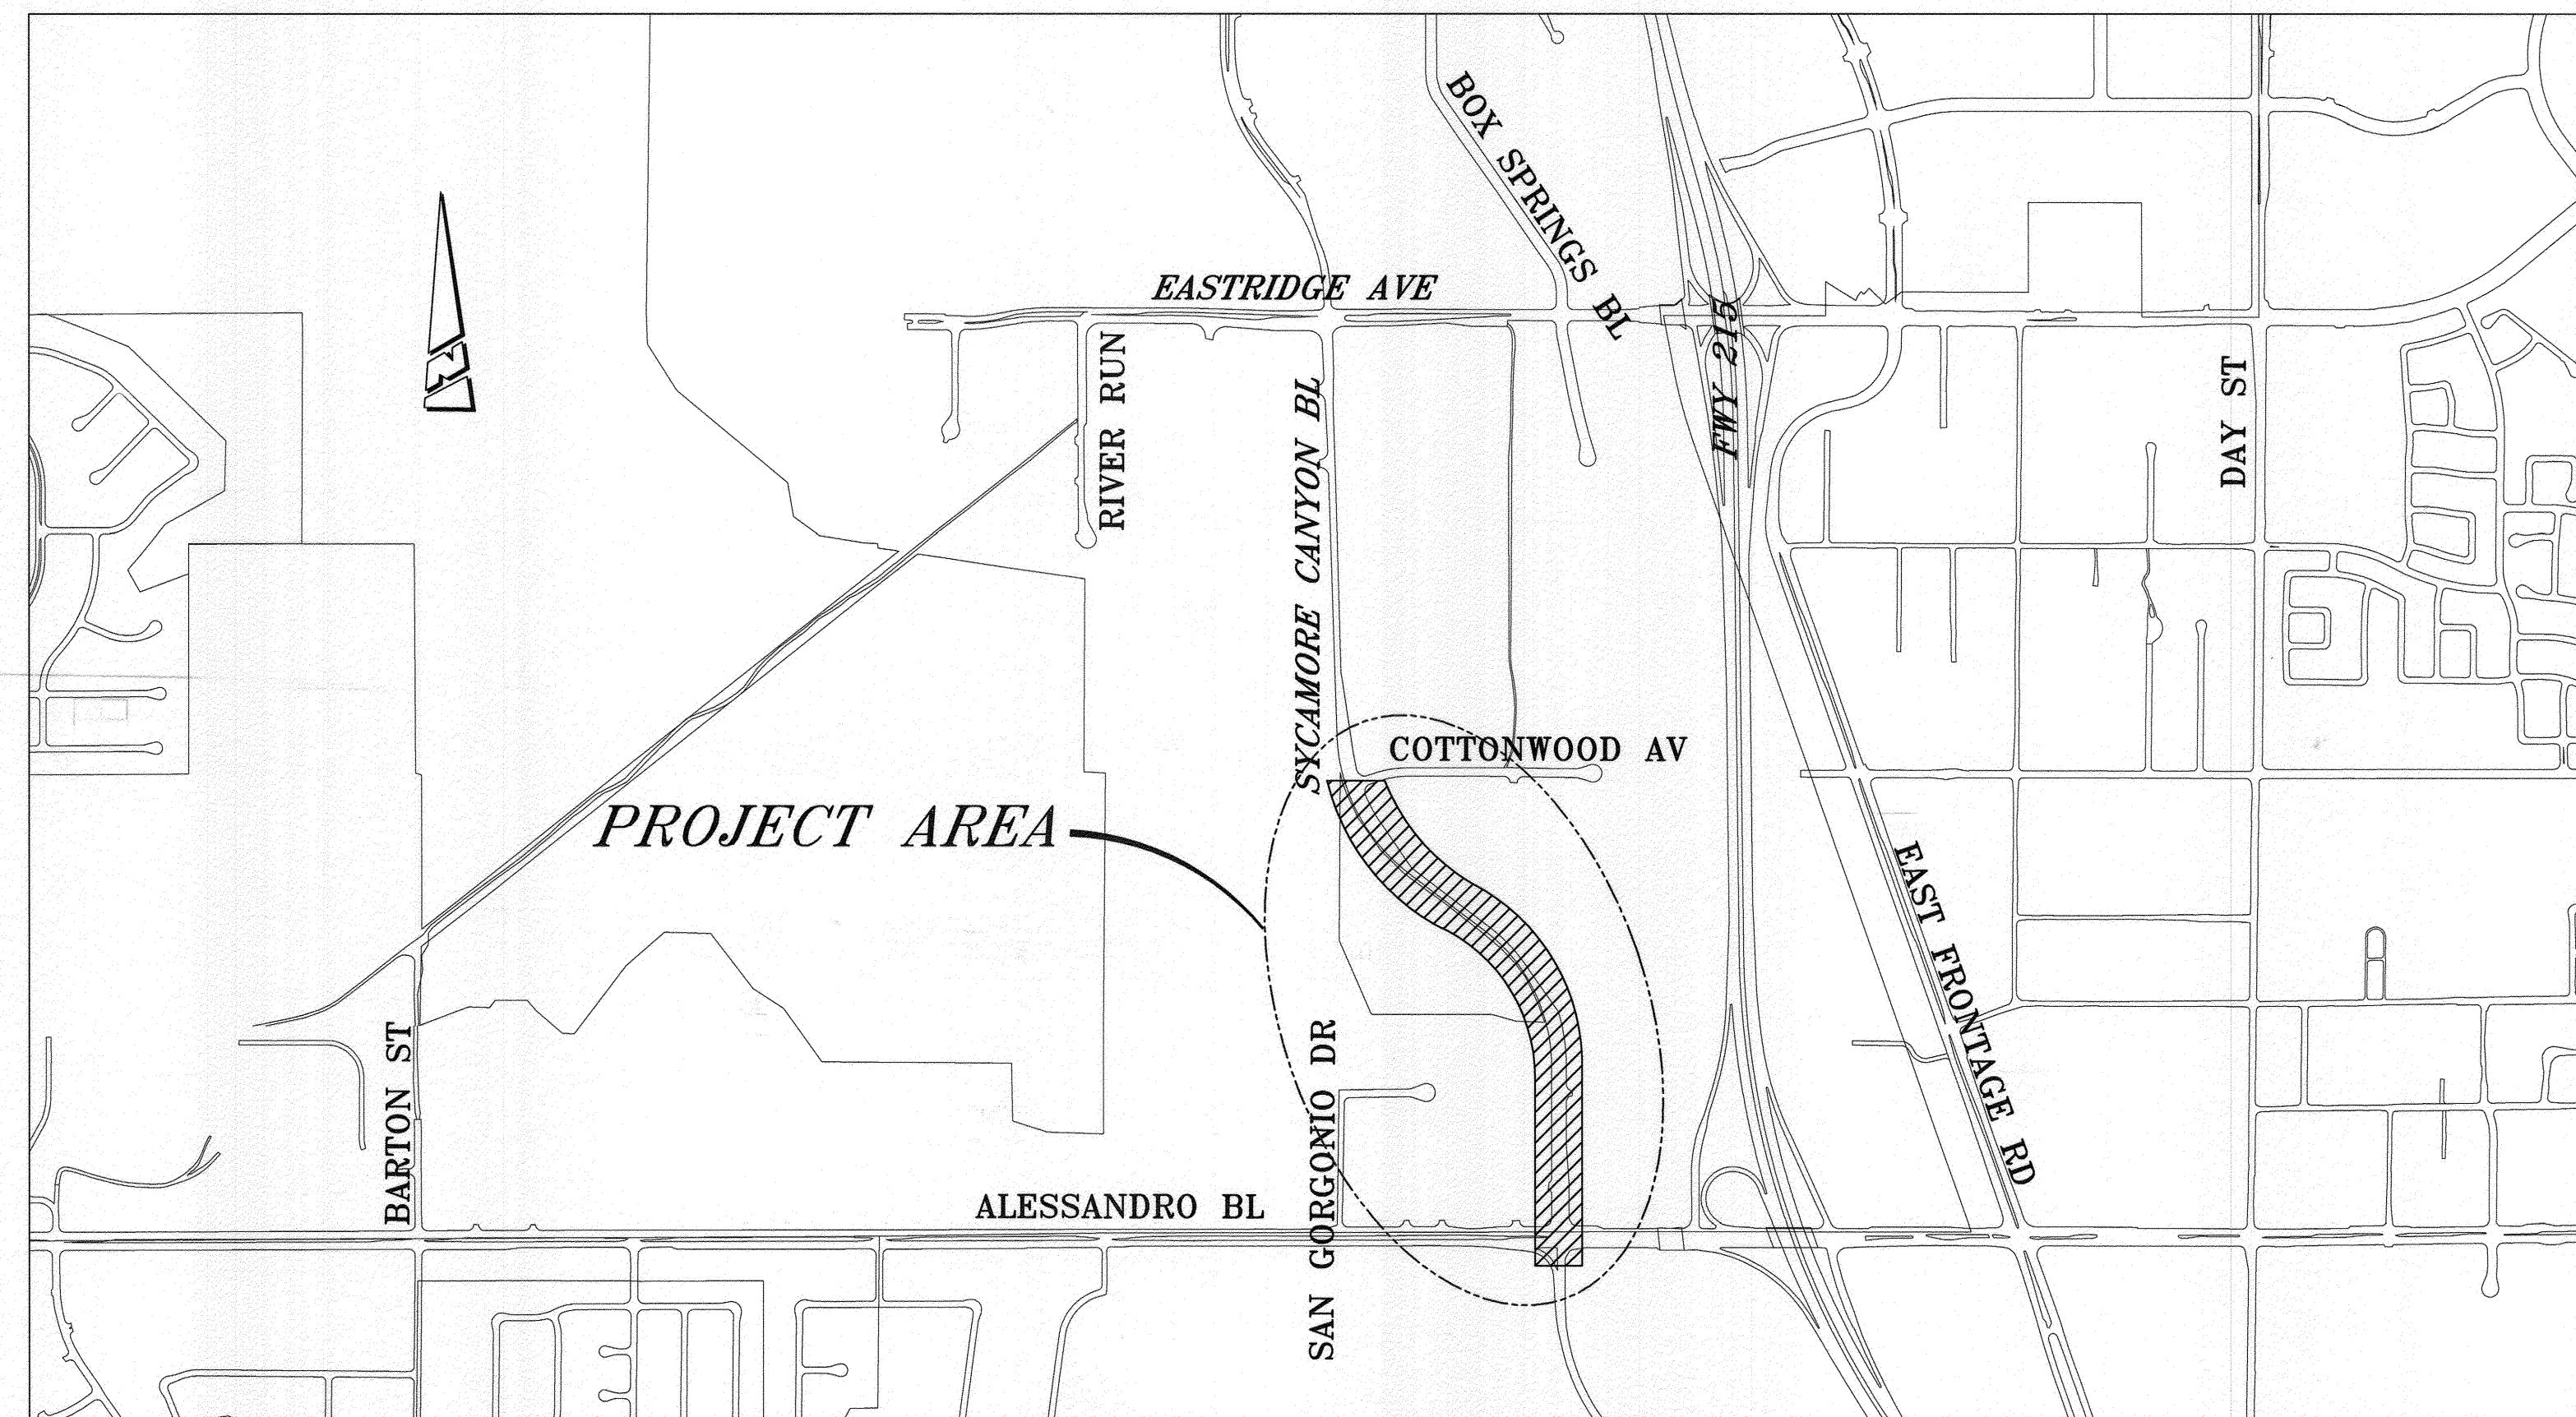 BOX SPRINGS BL
EASTRIDGE AVE
FWY 215
RIVER RUN
DAY ST
SYCAMORE CANYON BL
COTTONWOOD AV
PROJECT AREA
EAST FRONTAGE RD
BARTON ST
SAN GORGONIO DR
ALESSANDRO BL
N